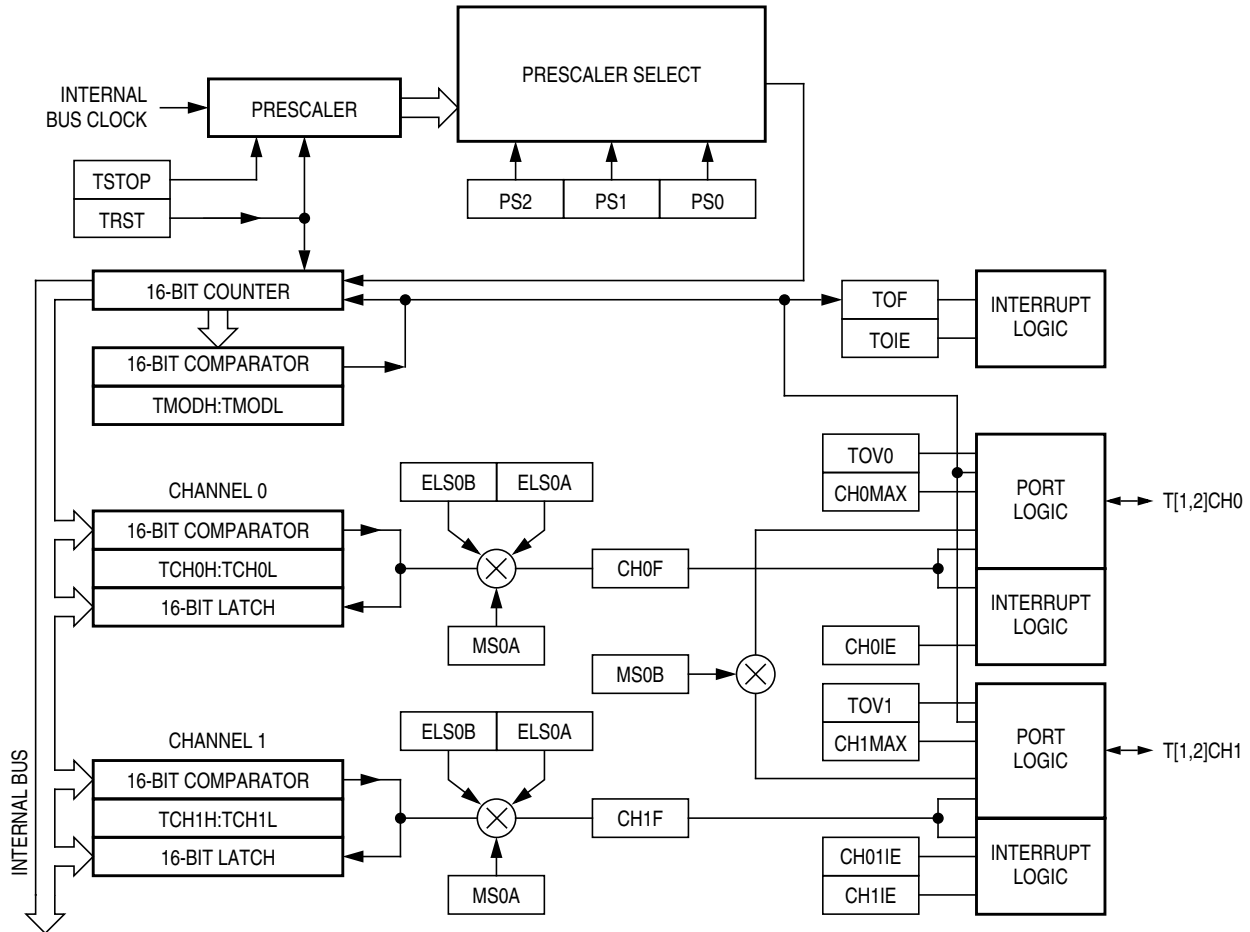 PRESCALER SELECT
INTERNAL
BUS CLOCK
PRESCALER
TSTOP
TRST
PS2
PS1
PS0
16-BIT COUNTER
TOF
TOIE
INTERRUPT
LOGIC
16-BIT COMPARATOR
TMODH:TMODL
CHANNEL 0
16-BIT COMPARATOR
TCH0H:TCH0L
16-BIT LATCH
ELS0B
ELS0A
MS0A
CH0F
TOV0
CH0MAX
PORT
LOGIC
T[1,2]CH0
INTERRUPT
LOGIC
CH0IE
MS0B
CHANNEL 1
16-BIT COMPARATOR
TCH1H:TCH1L
16-BIT LATCH
ELS0B
ELS0A
MS0A
CH1F
TOV1
CH1MAX
PORT
LOGIC
T[1,2]CH1
CH01IE
CH1IE
INTERRUPT
LOGIC
INTERNAL BUS